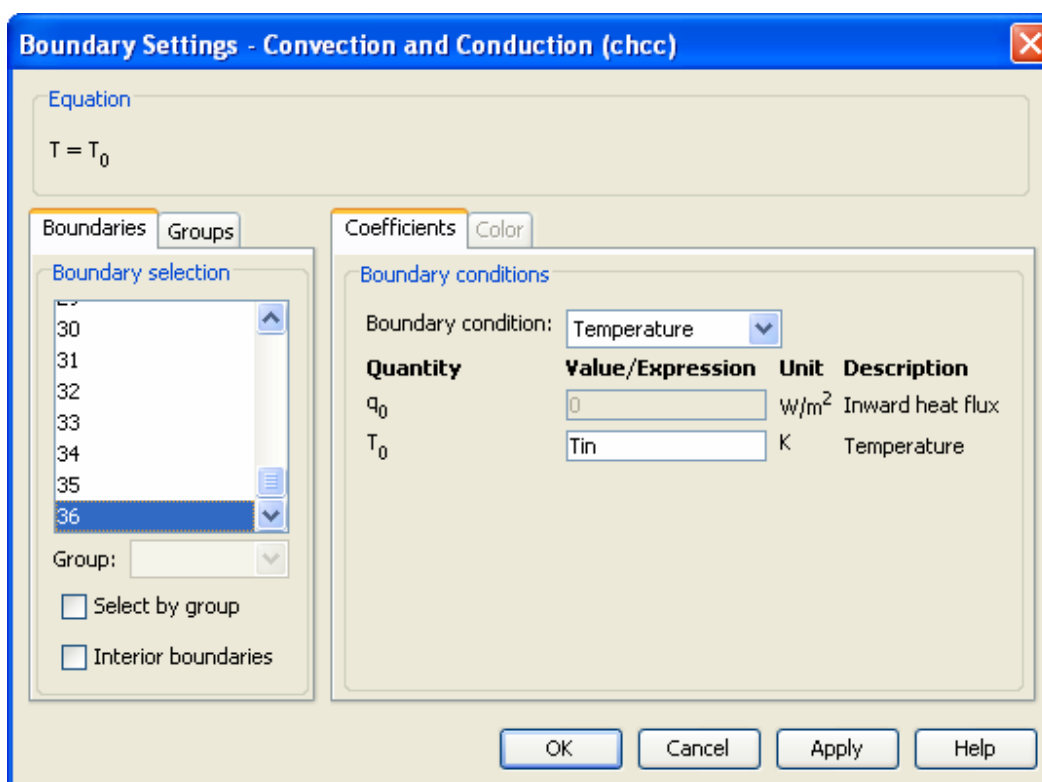 Boundary Settings - Convection and Conduction (chcc)
Equation
T = T₀
Boundaries Groups
Boundary selection
30
31
32
33
34
35
36
Group:
Select by group
Interior boundaries
Coefficients Color
Boundary conditions
Boundary condition: Temperature
Quantity Value/Expression Unit Description
q₀ 0 W/m² Inward heat flux
T₀ Tin K Temperature
OK Cancel Apply Help